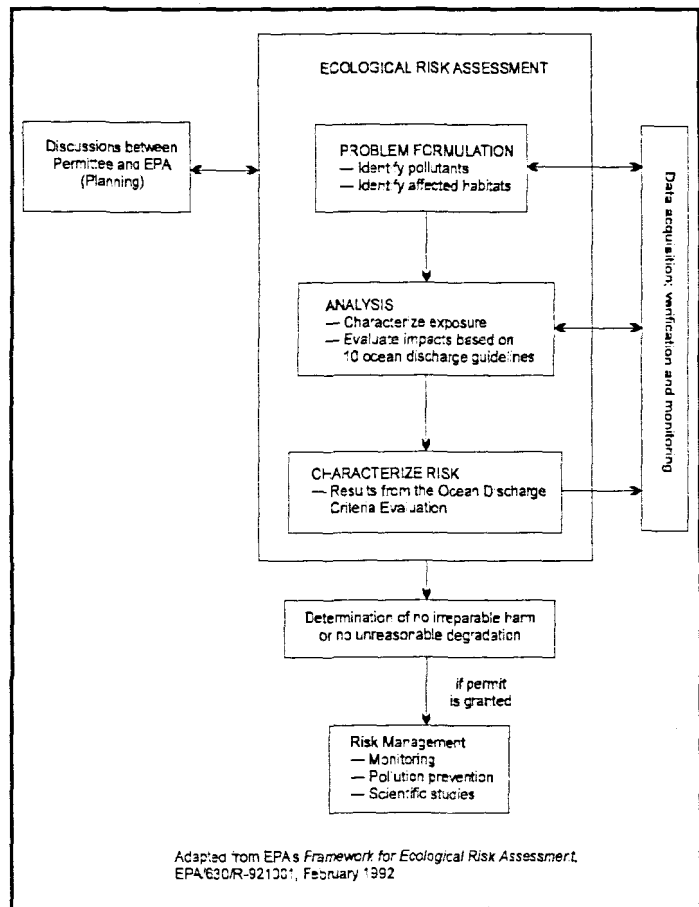 ECOLOGICAL RISK ASSESSMENT
Discussions between
Permittee and EPA
(Planning)
PROBLEM FORMULATION
— Identify pollutants
— Identify affected habitats
ANALYSIS
— Characterize exposure
— Evaluate impacts based on
10 ocean discharge guidelines
CHARACTERIZE RISK
— Results from the Ocean Discharge
Criteria Evaluation
Data acquisition; verification and monitoring
Determination of no irreparable harm
or no unreasonable degradation
if permit
is granted
Risk Management
— Monitoring
— Pollution prevention
— Scientific studies
Adapted from EPAs Framework for Ecological Risk Assessment,
EPA/630/R-921001, February 1992